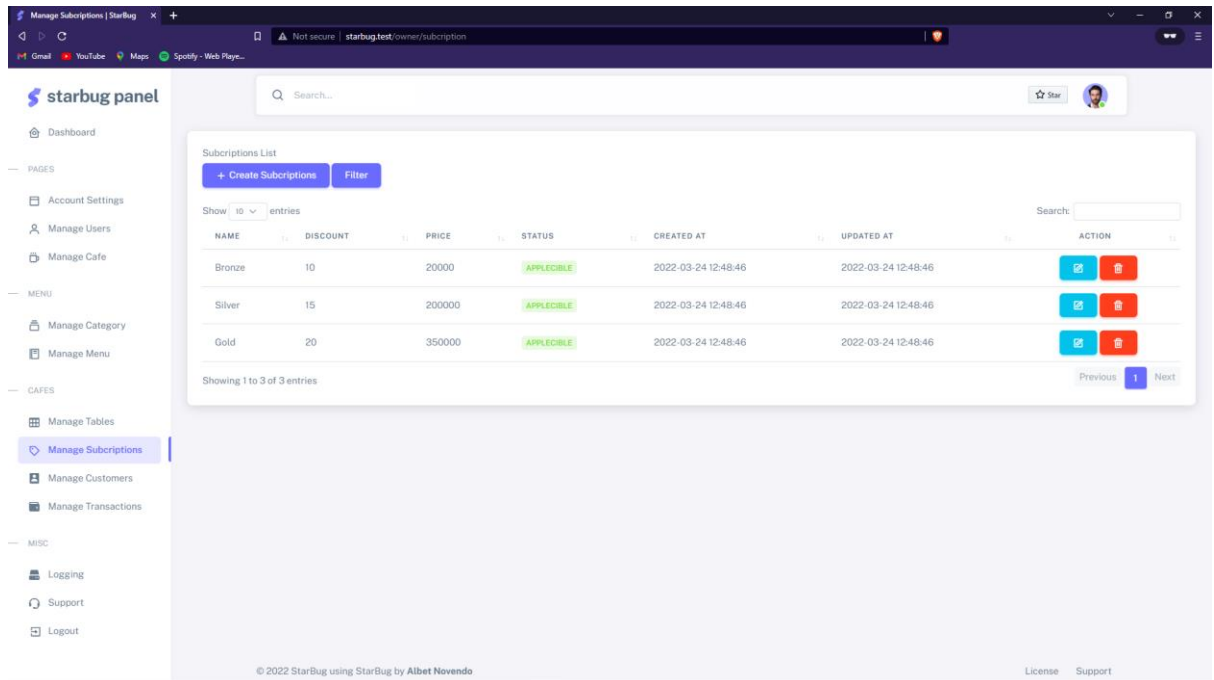 Manage Subcriptions | StarBug
Not secure | starbug.test/owner/subcription
Gmail YouTube Maps Spotify - Web Playe...
starbug panel
Search...
Star
Dashboard
PAGES
Account Settings
Manage Users
Manage Cafe
MENU
Manage Category
Manage Menu
CAFES
Manage Tables
Manage Subcriptions
Manage Customers
Manage Transactions
MISC
Logging
Support
Logout
Subcriptions List
+ Create Subcriptions Filter
Show 10 entries Search:
NAME DISCOUNT PRICE STATUS CREATED AT UPDATED AT ACTION
Bronze 10 20000 APPLECIBLE 2022-03-24 12:48:46 2022-03-24 12:48:46
Silver 15 200000 APPLECIBLE 2022-03-24 12:48:46 2022-03-24 12:48:46
Gold 20 350000 APPLECIBLE 2022-03-24 12:48:46 2022-03-24 12:48:46
Showing 1 to 3 of 3 entries Previous 1 Next
© 2022 StarBug using StarBug by Albet Novendo License Support